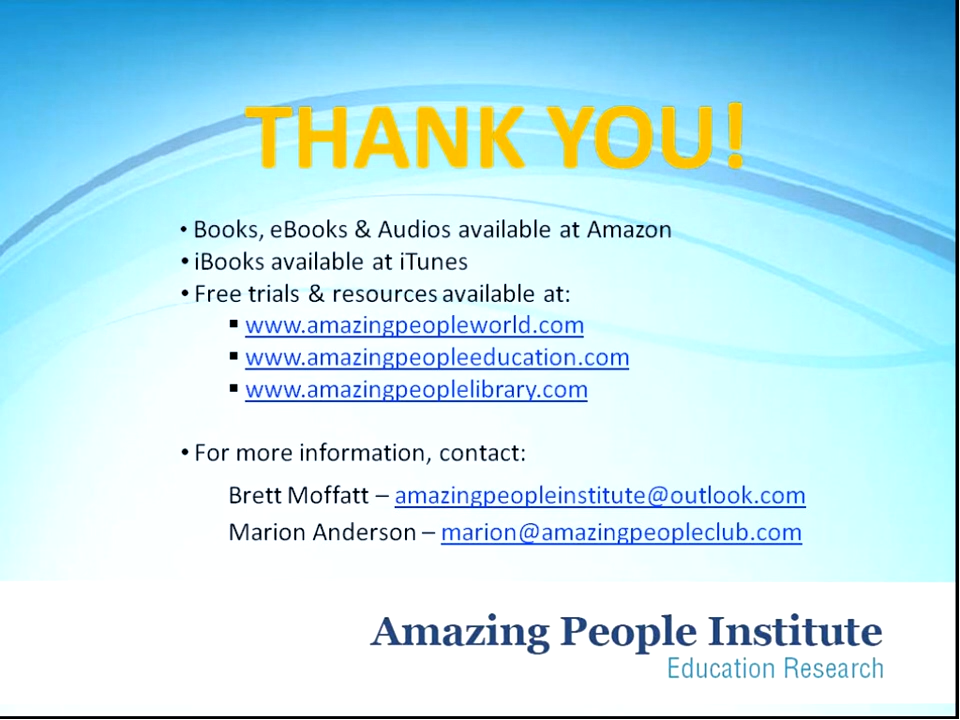 THANK YOU!
• Books, eBooks & Audios available at Amazon
• iBooks available at iTunes
• Free trials & resources available at:
▪ www.amazingpeopleworld.com
▪ www.amazingpeopleeducation.com
▪ www.amazingpeoplelibrary.com
• For more information, contact:
Brett Moffatt – amazingpeopleinstitute@outlook.com
Marion Anderson – marion@amazingpeopleclub.com
Amazing People Institute
Education Research